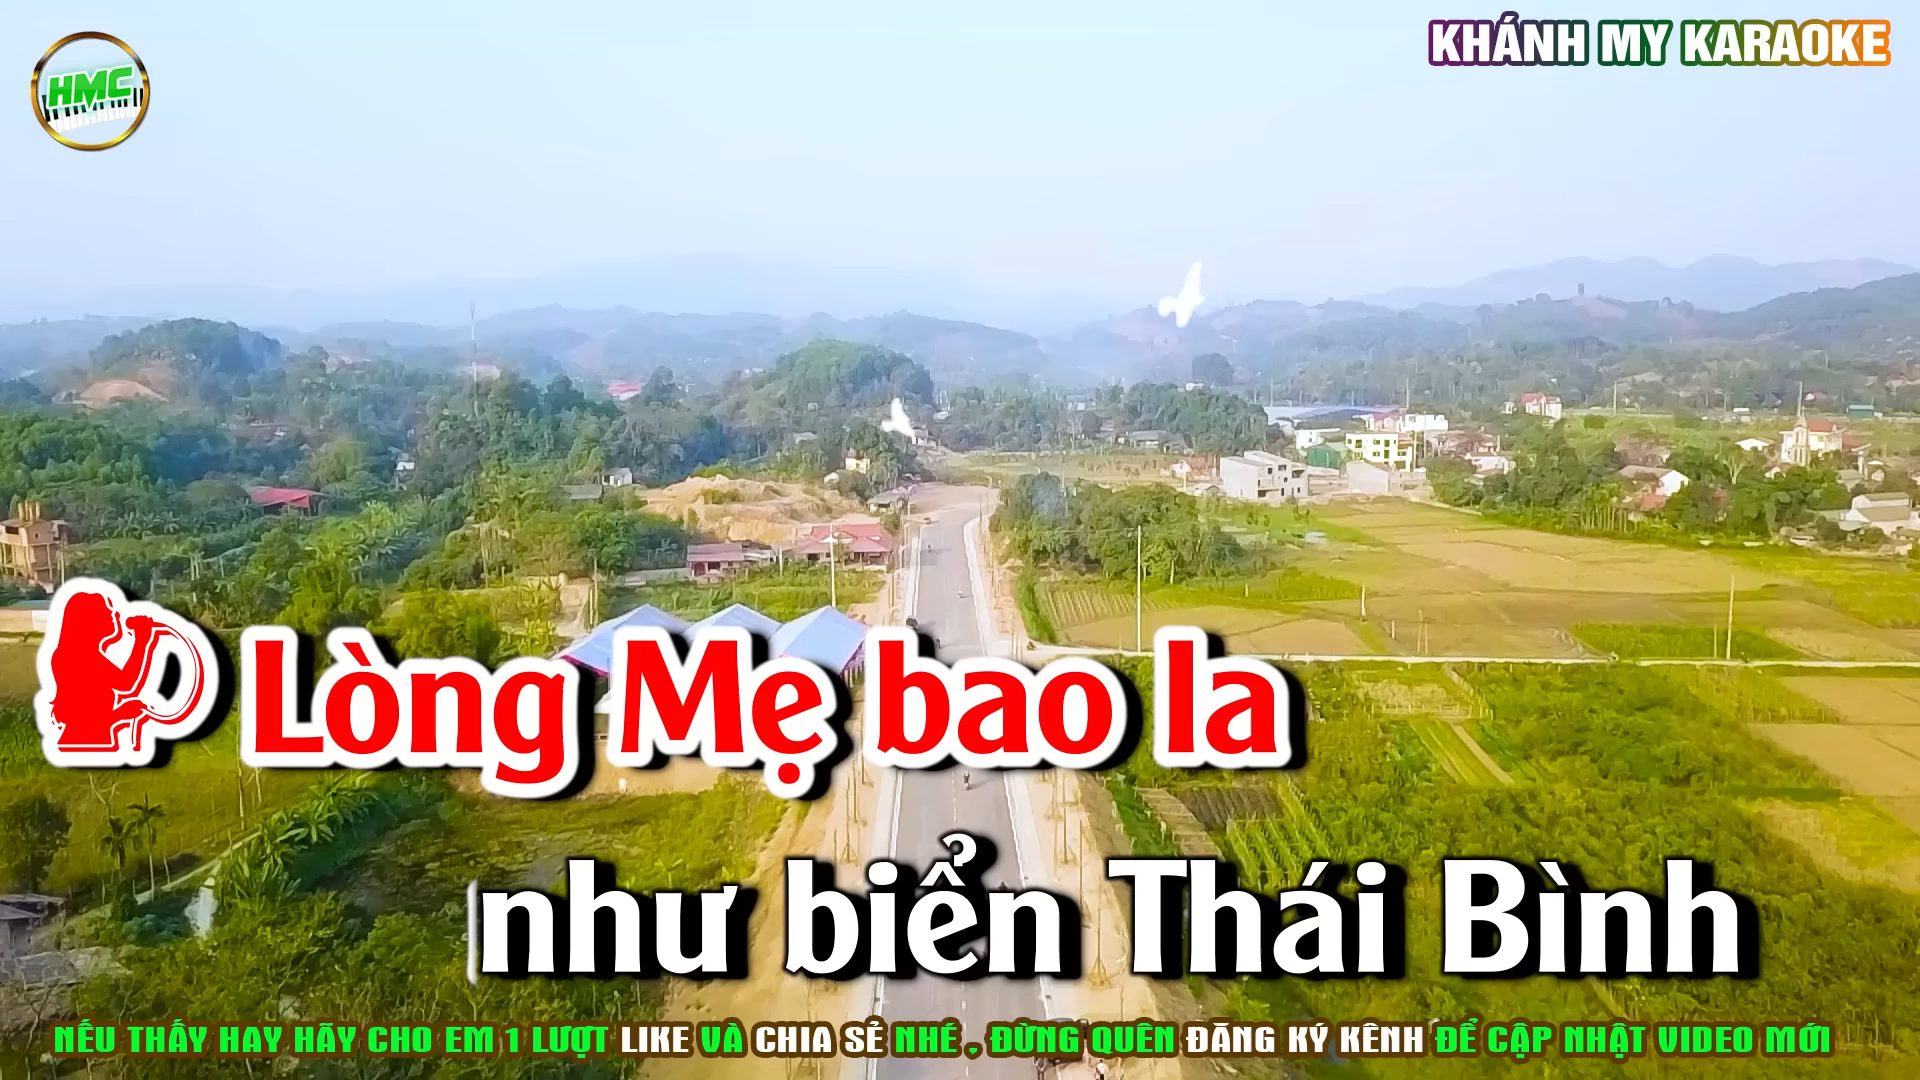 HMC
KHÁNH MY KARAOKE
Lòng Mẹ bao la
như biển Thái Bình
NẾU THẤY HAY HÃY CHO EM 1 LƯỢT LIKE VÀ CHIA SẺ NHÉ , ĐỪNG QUÊN ĐĂNG KÝ KÊNH ĐỂ CẬP NHẬT VIDEO MỚI